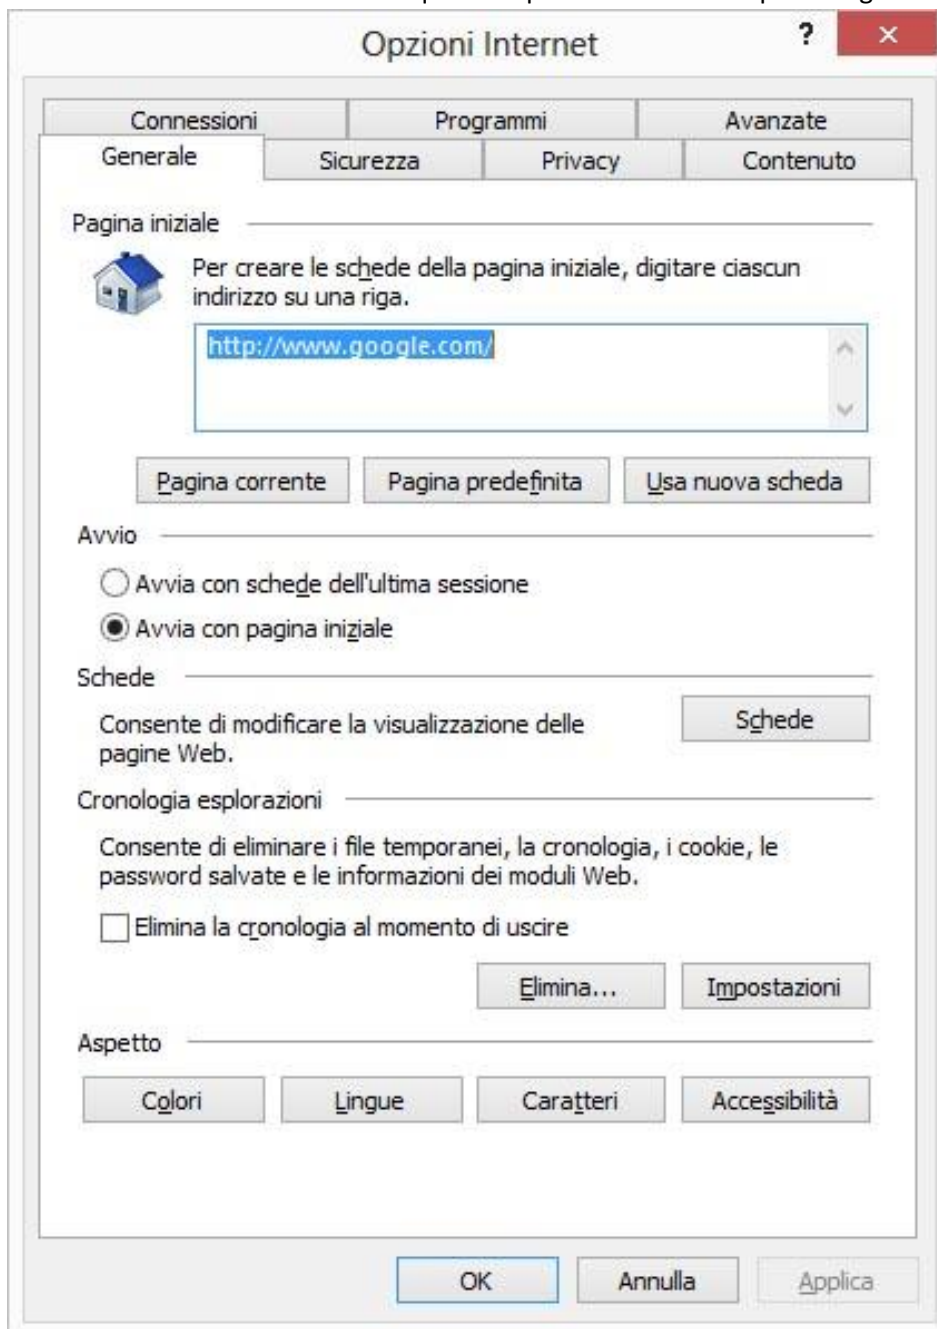 Opzioni Internet
?
Connessioni Programmi Avanzate
Generale Sicurezza Privacy Contenuto
Pagina iniziale
Per creare le schede della pagina iniziale, digitare ciascun
indirizzo su una riga.
http://www.google.com/
Pagina corrente Pagina predefinita Usa nuova scheda
Avvio
Avvia con schede dell'ultima sessione
Avvia con pagina iniziale
Schede
Consente di modificare la visualizzazione delle
pagine Web.
Schede
Cronologia esplorazioni
Consente di eliminare i file temporanei, la cronologia, i cookie, le
password salvate e le informazioni dei moduli Web.
Elimina la cronologia al momento di uscire
Elimina... Impostazioni
Aspetto
Colori Lingue Caratteri Accessibilità
OK Annulla Applica